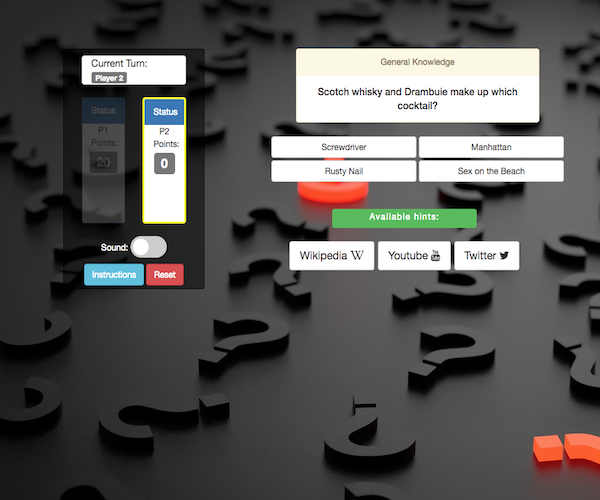 Current Turn:
Player 2
Status
P1
Points:
20
Status
P2
Points:
0
Sound:
Instructions
Reset
General Knowledge
Scotch whisky and Drambuie make up which
cocktail?
Screwdriver
Manhattan
Rusty Nail
Sex on the Beach
Available hints:
Wikipedia W
Youtube
Twitter